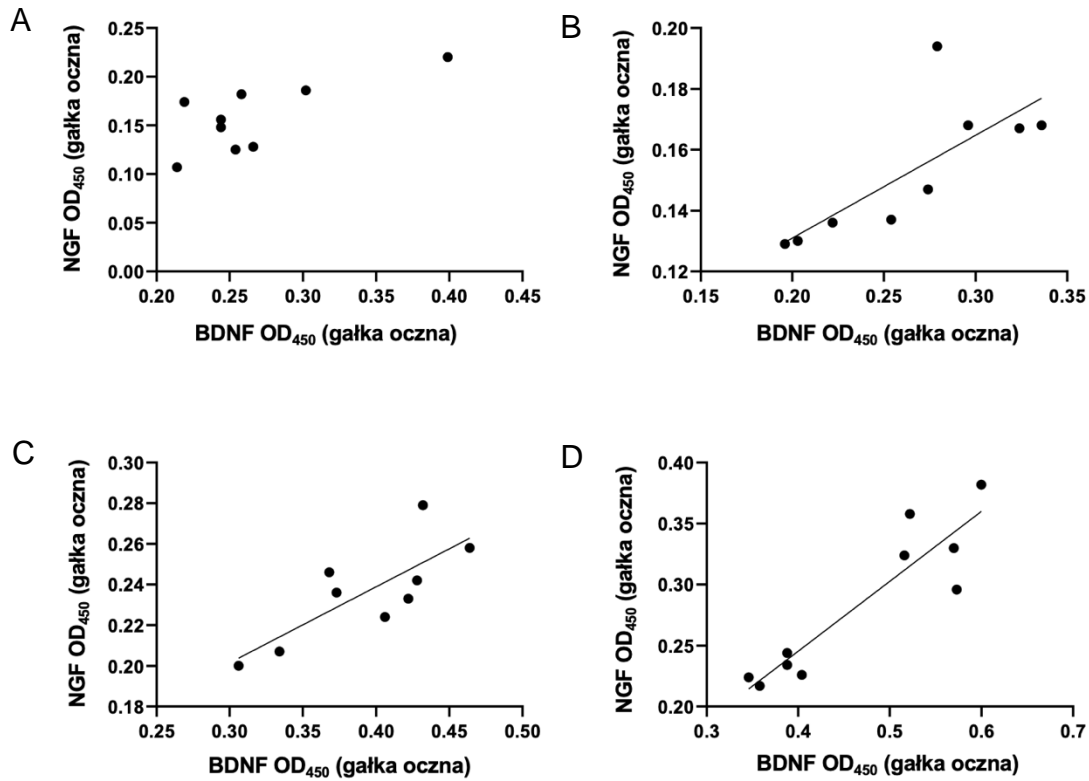 A
NGF OD₄₅₀ (gałka oczna)
0.25
0.20
0.15
0.10
0.05
0.00
0.20 0.25 0.30 0.35 0.40 0.45
BDNF OD₄₅₀ (gałka oczna)
B
NGF OD₄₅₀ (gałka oczna)
0.20
0.18
0.16
0.14
0.12
0.15 0.20 0.25 0.30 0.35
BDNF OD₄₅₀ (gałka oczna)
C
NGF OD₄₅₀ (gałka oczna)
0.30
0.28
0.26
0.24
0.22
0.20
0.18
0.25 0.30 0.35 0.40 0.45 0.50
BDNF OD₄₅₀ (gałka oczna)
D
NGF OD₄₅₀ (gałka oczna)
0.40
0.35
0.30
0.25
0.20
0.3 0.4 0.5 0.6 0.7
BDNF OD₄₅₀ (gałka oczna)